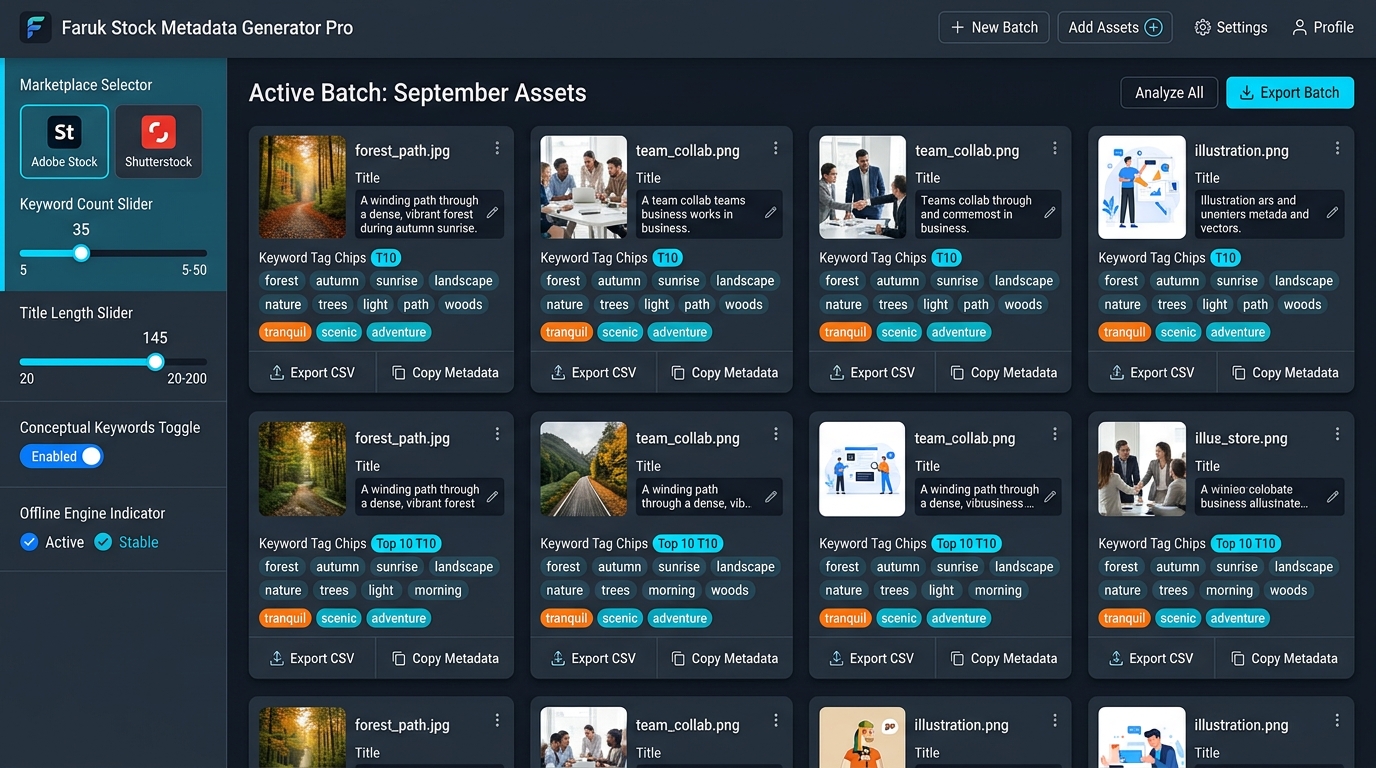 Faruk Stock Metadata Generator Pro
New Batch
Add Assets
Settings
Profile
Marketplace Selector
St
Adobe Stock
Shutterstock
Keyword Count Slider
35
5
5-50
Title Length Slider
145
20
20-200
Conceptual Keywords Toggle
Enabled
Offline Engine Indicator
Active
Stable
Active Batch: September Assets
Analyze All
Export Batch
forest_path.jpg
Title
A winding path through
a dense, vibrant forest
during autumn sunrise.
Keyword Tag Chips T10
forest autumn sunrise landscape
nature trees light path woods
tranquil scenic adventure
Export CSV
Copy Metadata
team_collab.png
Title
A team collab teams
business works in
business.
Keyword Tag Chips T10
forest autumn sunrise landscape
nature trees light path woods
tranquil scenic adventure
Export CSV
Copy Metadata
team_collab.png
Title
Teams collab through
and commemost in
business.
Keyword Tag Chips T10
forest autumn sunrise landscape
nature trees light path woods
tranquil scenic adventure
Export CSV
Copy Metadata
illustration.png
Title
Illustration ars and
uneniers metada and
vectors.
Keyword Tag Chips T10
forest autumn sunrise landscape
nature trees light path woods
tranquil scenic adventure
Export CSV
Copy Metadata
forest_path.jpg
Title
A winding path through
a dense, vibrant forest
Keyword Tag Chips Top 10 T10
forest autumn sunrise landscape
nature trees light morning
tranquil scenic adventure
Export CSV
Copy Metadata
team_collab.png
Title
A winding path
through a dense, vib..
Keyword Tag Chips Top 10 T10
forest autumn sunrise landscape
nature trees morning woods
tranquil scenic adventure
Export CSV
Copy Metadata
team_collab.png
Title
A winding path through
a dense, vibtusiness ...
Keyword Tag Chips Top 10 T10
forest autumn sunrise landscape
nature trees light morning
tranquil scenic adventure
Export CSV
Copy Metadata
illus_store.png
Title
A winieo colobate
business allustnate...
Keyword Tag Chips Top 10 T10
forest autumn sunrise landscape
nature trees morning woods
tranquil scenic adventure
Export CSV
Copy Metadata
forest_path.jpg
Title
team_collab.png
Title
illustration.png
Title
illustration.png
Title